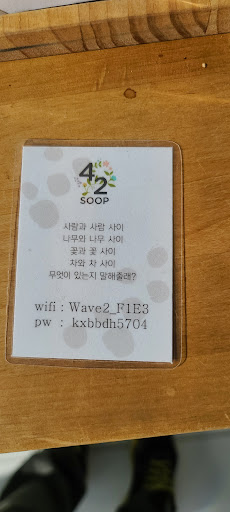 42
SOOP
사람과 사람 사이
나무와 나무 사이
꽃과 꽃 사이
차와 차 사이
무엇이 있는지 말해줄래?
wifi : Wave2_F1E3
pw : kxbbdh5704